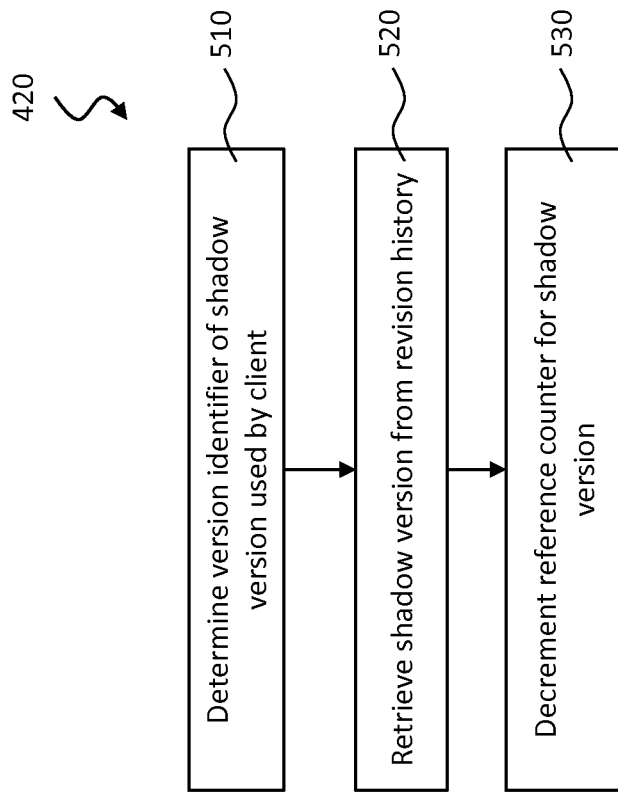 420
Determine version identifier of shadow
version used by client
510
Retrieve shadow version from revision history
520
Decrement reference counter for shadow
version
530